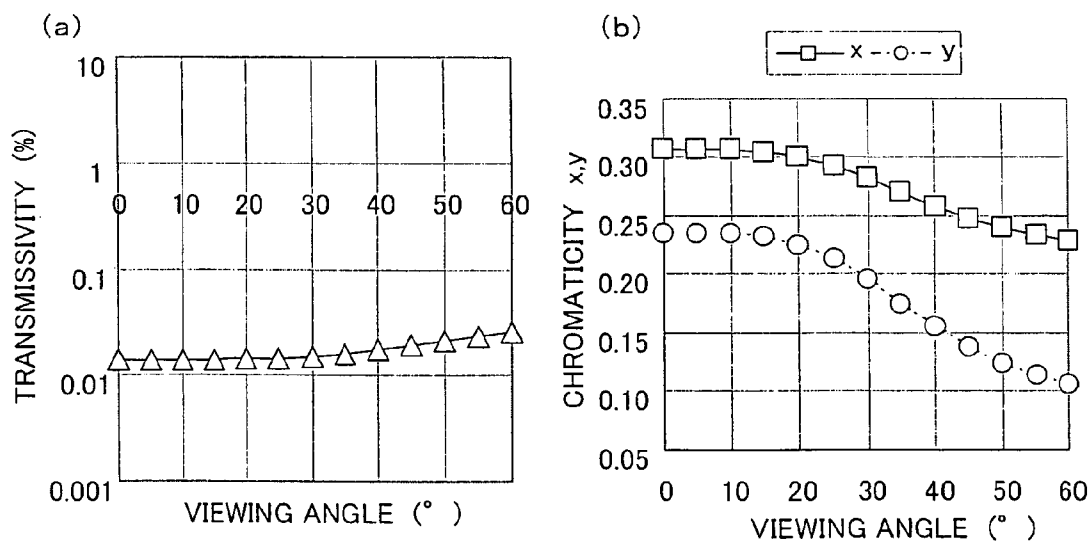 (a)
TRANSMISSIVITY (%)
10
1
0 10 20 30 40 50 60
0.1
0.01
0.001
VIEWING ANGLE (° )
(b)
x y
CHROMATICITY x,y
0.35
0.30
0.25
0.20
0.15
0.10
0.05
0 10 20 30 40 50 60
VIEWING ANGLE (° )